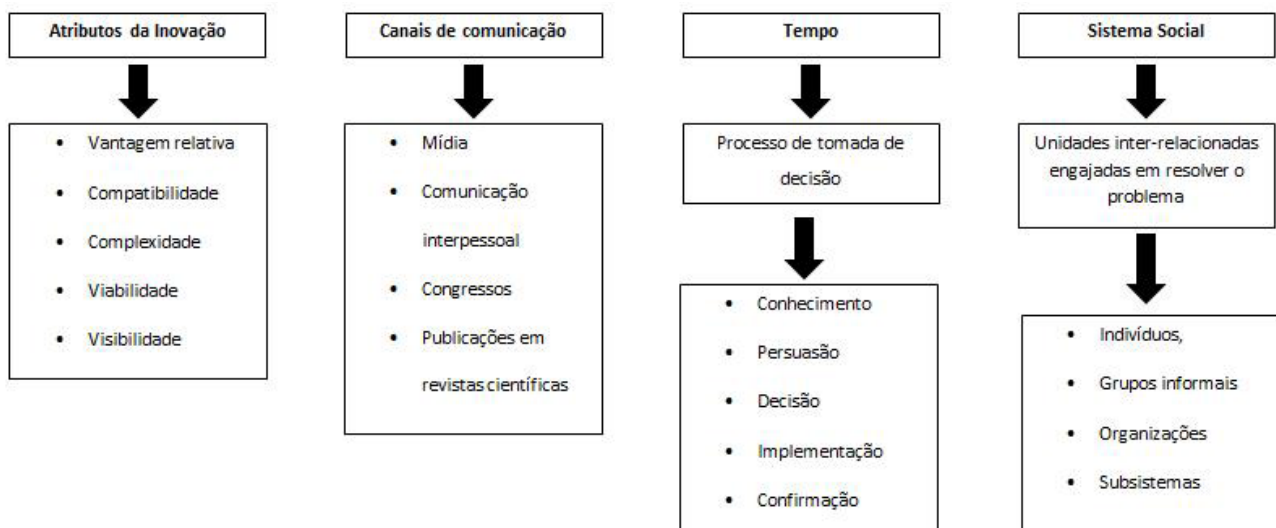 Atributos da Inovação
Vantagem relativa
Compatibilidade
Complexidade
Viabilidade
Visibilidade
Canais de comunicação
Mídia
Comunicação
interpessoal
Congressos
Publicações em
revistas científicas
Tempo
Processo de tomada de
decisão
Conhecimento
Persuasão
Decisão
Implementação
Confirmação
Sistema Social
Unidades inter-relacionadas
engajadas em resolver o
problema
Indivíduos,
Grupos informais
Organizações
Subsistemas